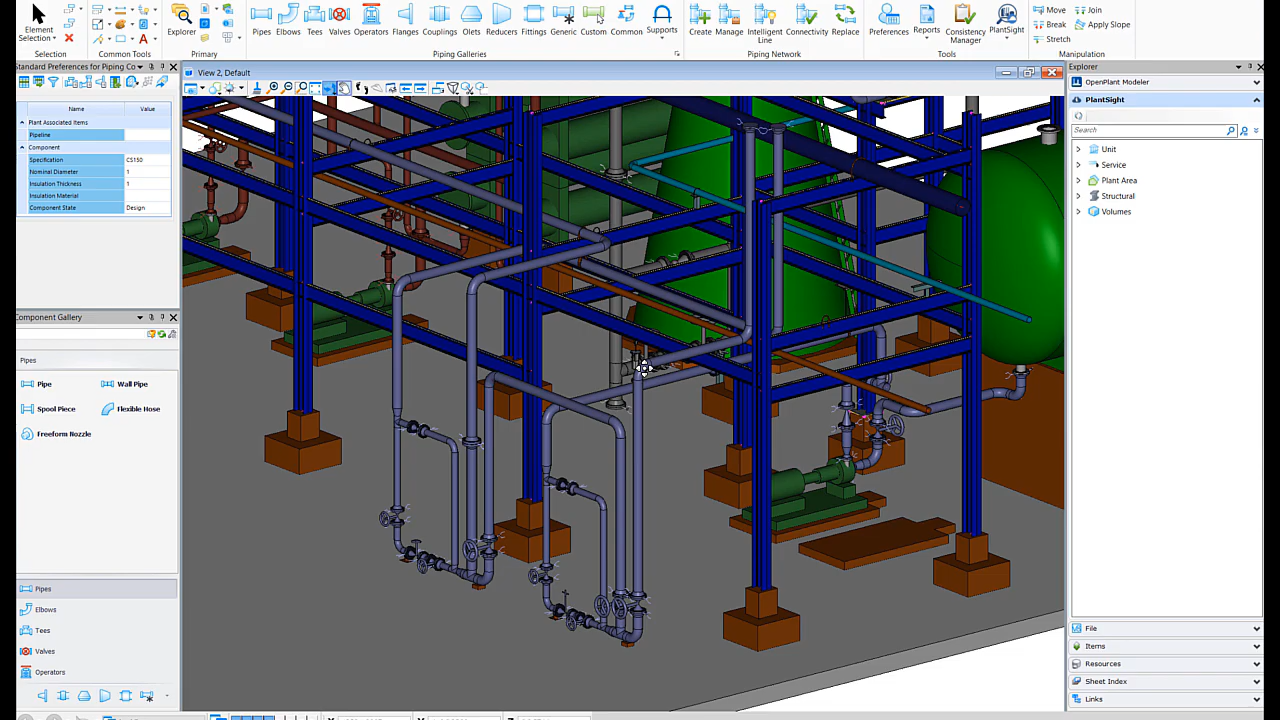 Element
Selection
Selection
Common Tools
Explorer
Primary
Pipes Elbows Tees Valves Operators Flanges Couplings Olets Reducers Fittings Generic Custom Common Supports
Piping Galleries
Create Manage Intelligent Line Connectivity Replace
Piping Network
Preferences Reports Consistency Manager PlantSight
Tools
Move Join
Break Apply Slope
Stretch
Manipulation
Standard Preferences for Piping Co
Name Value
Plant Associated Items
Pipeline
Component
Specification CS150
Nominal Diameter 1
Insulation Thickness 1
Insulation Material
Component State Design
Component Gallery
Pipes
Pipe Wall Pipe
Spool Piece Flexible Hose
Freeform Nozzle
Pipes
Elbows
Tees
Valves
Operators
View 2, Default
Explorer
OpenPlant Modeler
PlantSight
Search
Unit
Service
Plant Area
Structural
Volumes
File
Items
Resources
Sheet Index
Links